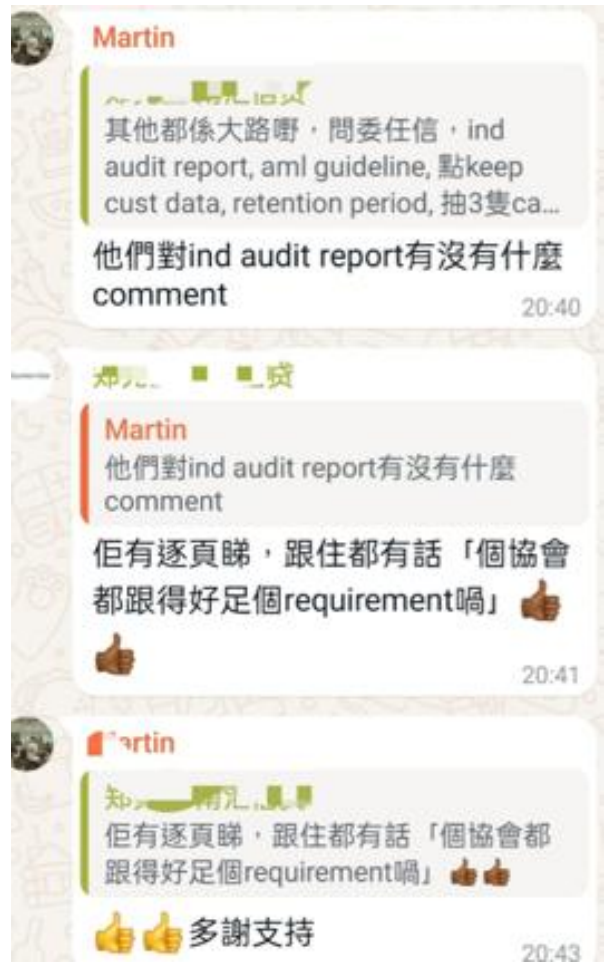 Martin
其他都係大路嘢，問委任信，ind
audit report, aml guideline, 點keep
cust data, retention period, 抽3隻ca...
他們對ind audit report有沒有什麼
comment
20:40
贷
Martin
他們對ind audit report有沒有什麼
comment
佢有逐頁睇，跟住都有話「個協會
都跟得好足個requirement喎」👍🏾
👍🏾
20:41
artin
佢有逐頁睇，跟住都有話「個協會都
跟得好足個requirement喎」👍🏾👍🏾
👍👍多謝支持
20:43